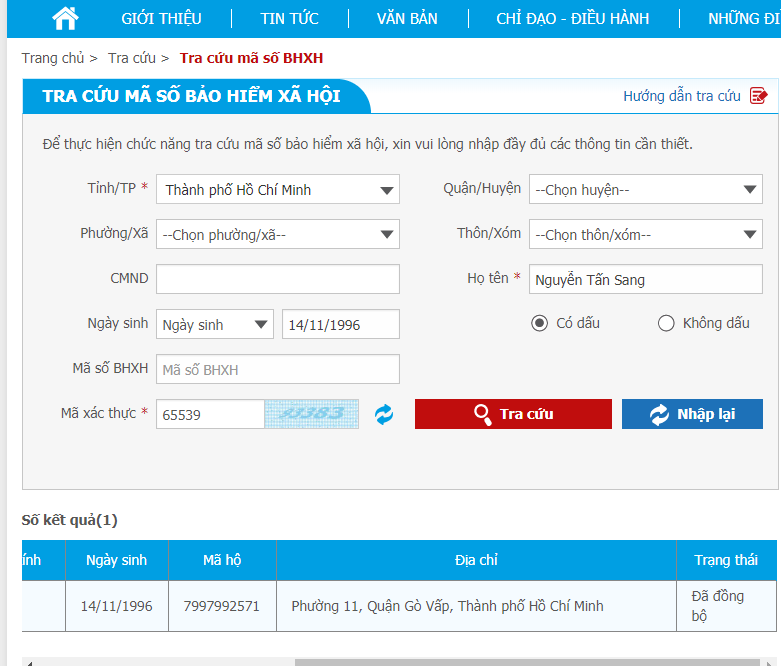 GIỚI THIỆU TIN TỨC VĂN BẢN CHỈ ĐẠO - ĐIỀU HÀNH NHỮNG ĐI
Trang chủ > Tra cứu > Tra cứu mã số BHXH
TRA CỨU MÃ SỐ BẢO HIỂM XÃ HỘI Hướng dẫn tra cứu
Để thực hiện chức năng tra cứu mã số bảo hiểm xã hội, xin vui lòng nhập đầy đủ các thông tin cần thiết.
Tỉnh/TP * Thành phố Hồ Chí Minh Quận/Huyện --Chọn huyện--
Phường/Xã --Chọn phường/xã-- Thôn/Xóm --Chọn thôn/xóm--
CMND Họ tên * Nguyễn Tấn Sang
Ngày sinh Ngày sinh 14/11/1996 Có dấu Không dấu
Mã số BHXH Mã số BHXH
Mã xác thực * 65539 Tra cứu Nhập lại
Số kết quả(1)
ính Ngày sinh Mã hộ Địa chỉ Trạng thái
14/11/1996 7997992571 Phường 11, Quận Gò Vấp, Thành phố Hồ Chí Minh Đã đồng
bộ